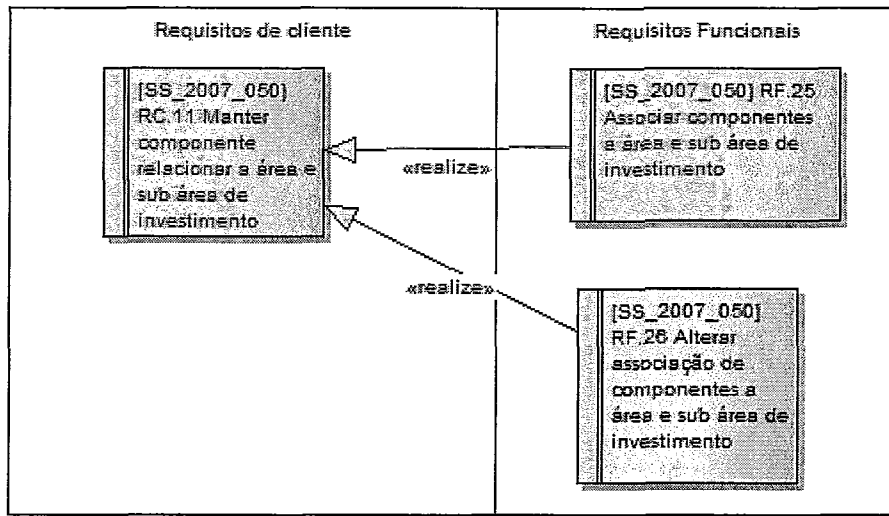 Requisitos de cliente
[SS_2007_050]
RC.11 Manter
componente
relacionar a área e
sub área de
investimento
«realize»
«realize»
Requisitos Funcionais
[SS_2007_050] RF.25
Associar componentes
a área e sub área de
investimento
[SS_2007_050]
RF.26 Alterar
associação de
componentes a
área e sub área de
investimento